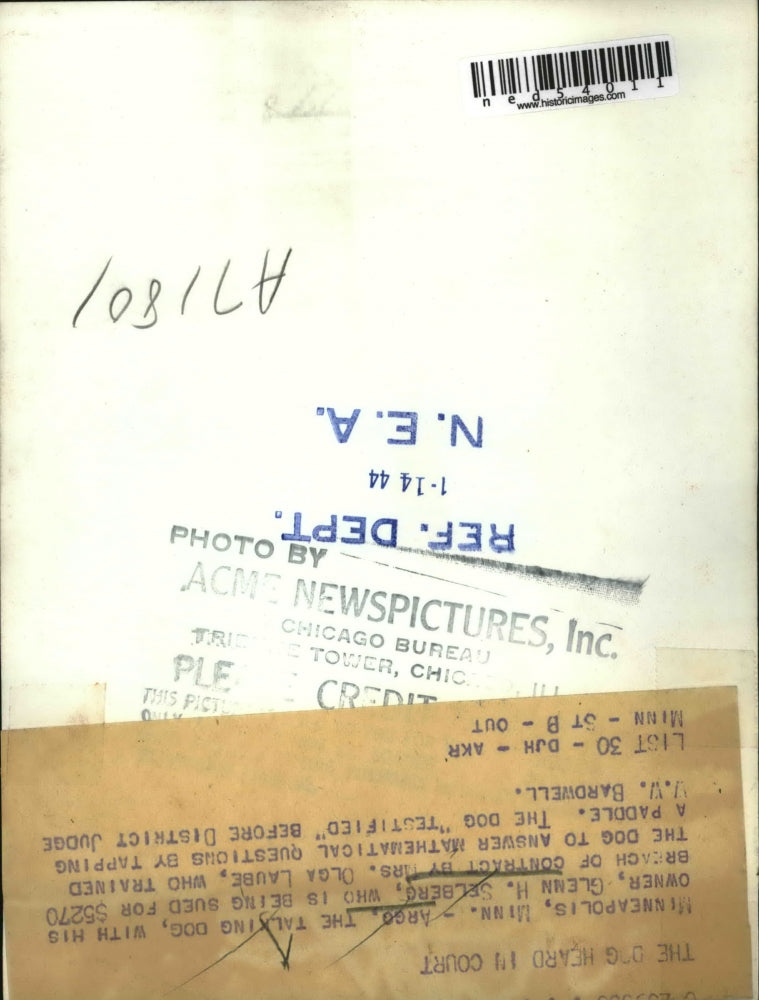 ned54011
www.historicimages.com
A71801
N.E.A.
1-14 44
REF. DEPT.
PHOTO BY
ACME NEWSPICTURES, Inc.
CHICAGO BUREAU
TOWER,
CREDIT
THIS
ONLY
THE DOG HEARD IN COURT
MINNEAPOLIS, MINN. - ARGO, THE TALKING DOG, WITH HIS
OWNER, GLENN H. SELBERG, WHO IS BEING SUED FOR $5270
BREACH OF CONTRACT BY MRS. OLGA LAUBE, WHO TRAINED
THE DOG TO ANSWER MATHEMATICAL QUESTIONS BY TAPPING
A PADDLE. THE DOG "TESTIFIED" BEFORE DISTRICT JUDGE
W.W. BARDWELL.
LIST 30 - DJH - AKR
MINN - ST B - OUT